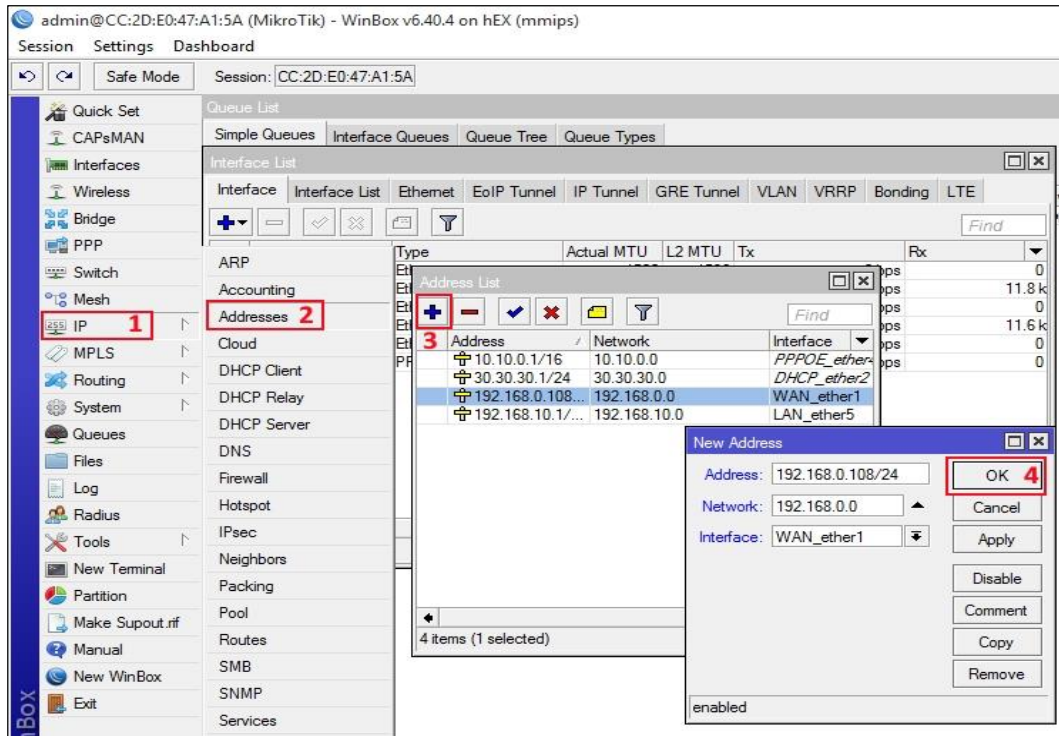 admin@CC:2D:E0:47:A1:5A (MikroTik) - WinBox v6.40.4 on hEX (mmips)
Session Settings Dashboard
Safe Mode Session: CC:2D:E0:47:A1:5A
Quick Set
CAPsMAN
Interfaces
Wireless
Bridge
PPP
Switch
Mesh
255 IP 1
MPLS
Routing
System
Queues
Files
Log
Radius
Tools
New Terminal
Partition
Make Supout.rif
Manual
New WinBox
Exit
nBox
Queue List
Simple Queues Interface Queues Queue Tree Queue Types
Interface List
Interface Interface List Ethernet EoIP Tunnel IP Tunnel GRE Tunnel VLAN VRRP Bonding LTE
Find
Type Actual MTU L2 MTU Tx Rx
bps 0
bps 11.8 k
bps 0
bps 11.6 k
bps 0
bps 0
ARP
Accounting
Addresses 2
Cloud
DHCP Client
DHCP Relay
DHCP Server
DNS
Firewall
Hotspot
IPsec
Neighbors
Packing
Pool
Routes
SMB
SNMP
Services
Address List
Find
3 Address Network Interface
10.10.0.1/16 10.10.0.0 PPPOE_ether
30.30.30.1/24 30.30.30.0 DHCP_ether2
192.168.0.108... 192.168.0.0 WAN_ether1
192.168.10.1/... 192.168.10.0 LAN_ether5
4 items (1 selected)
New Address
Address: 192.168.0.108/24 OK 4
Network: 192.168.0.0 Cancel
Interface: WAN_ether1 Apply
Disable
Comment
Copy
Remove
enabled